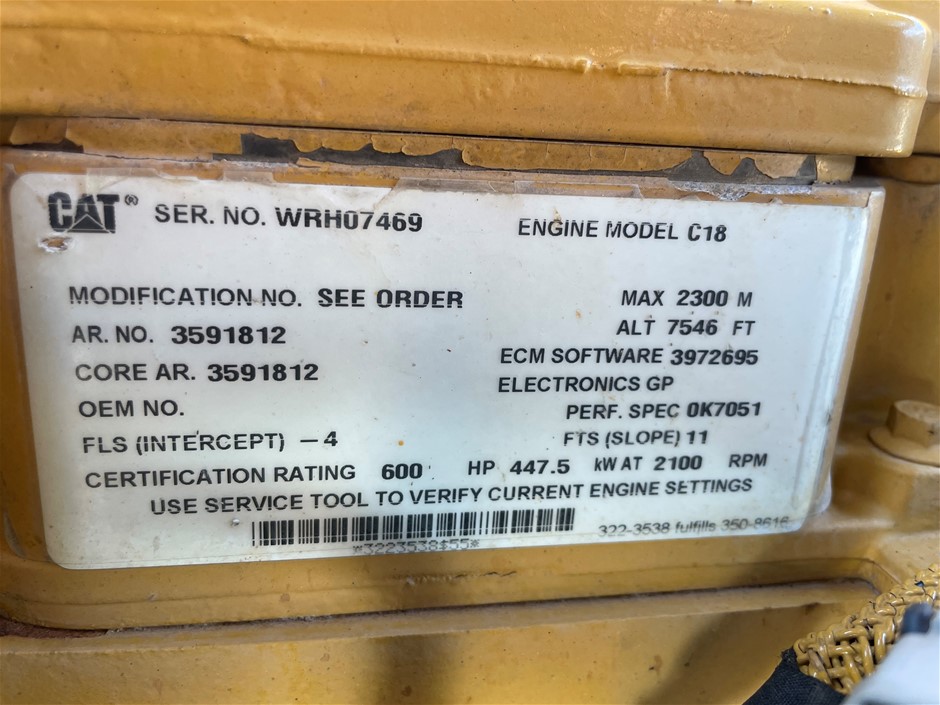 CAT® SER. NO. WRH07469 ENGINE MODEL C18
MODIFICATION NO. SEE ORDER MAX 2300 M
AR. NO. 3591812 ALT 7546 FT
CORE AR. 3591812 ECM SOFTWARE 3972695
ELECTRONICS GP
OEM NO. PERF. SPEC 0K7051
FLS (INTERCEPT) -4 FTS (SLOPE) 11
CERTIFICATION RATING 600 HP 447.5 kW AT 2100 RPM
USE SERVICE TOOL TO VERIFY CURRENT ENGINE SETTINGS
322-3538 fulfills 350-8616
*3223538$55*